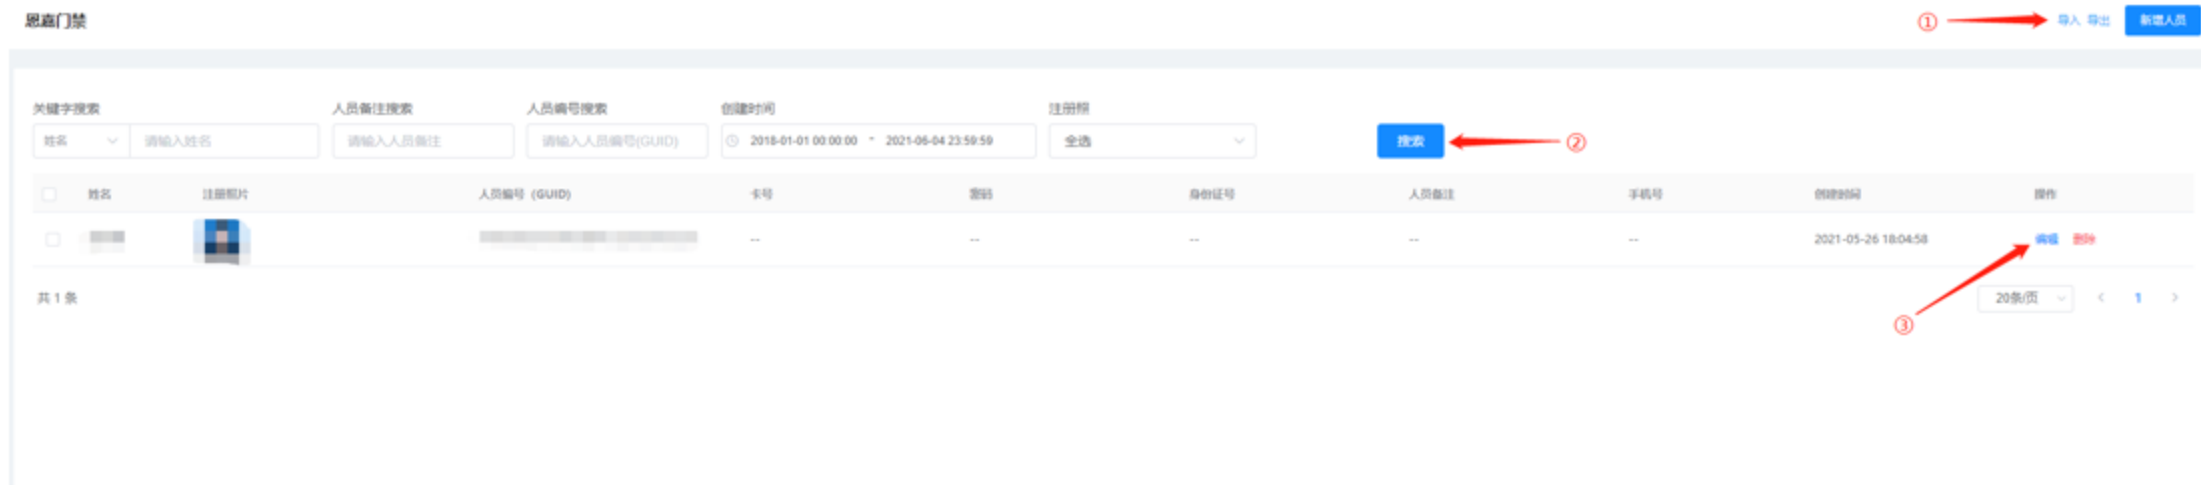 恩嘉门禁
① 导入 导出 新增人员
关键字搜索 人员备注搜索 人员编号搜索 创建时间 注册照
姓名 请输入姓名 请输入人员备注 请输入人员编号(GUID) 2018-01-01 00:00:00 - 2021-06-04 23:59:59 全选 搜索 ②
姓名 注册照片 人员编号 (GUID) 卡号 密码 身份证号 人员备注 手机号 创建时间 操作
-- -- -- -- -- 2021-05-26 18:04:58 编辑 删除
共 1 条 20条/页 < 1 >
③